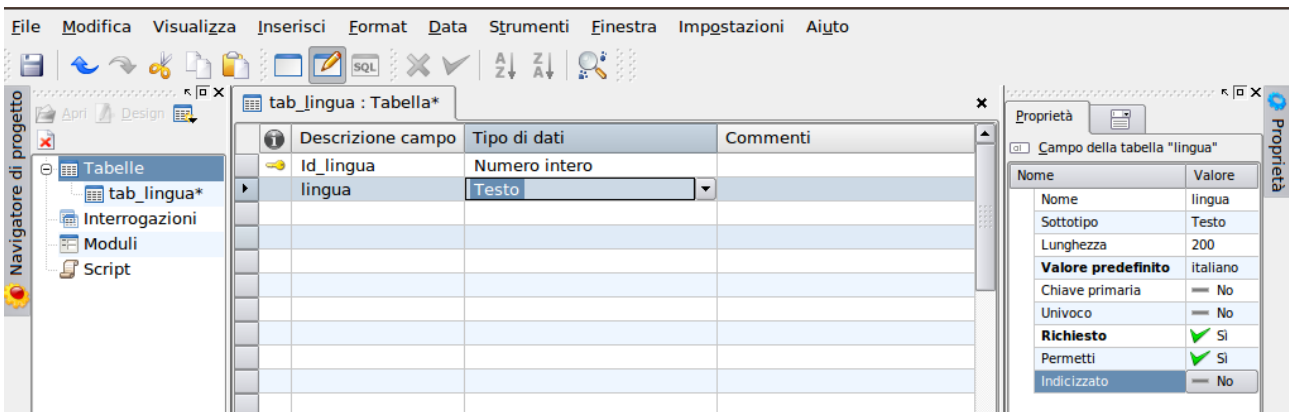 File Modifica Visualizza Inserisci Format Data Strumenti Finestra Impostazioni Aiuto
SQL A Z Z A
Navigatore di progetto
Apri Design
Tabelle
tab_lingua*
Interrogazioni
Moduli
Script
tab_lingua : Tabella*
Descrizione campo Tipo di dati Commenti
Id_lingua Numero intero
lingua Testo
Proprietà
Campo della tabella "lingua"
Nome Valore
Nome lingua
Sottotipo Testo
Lunghezza 200
Valore predefinito italiano
Chiave primaria No
Univoco No
Richiesto Sì
Permetti Sì
Indicizzato No
Proprietà